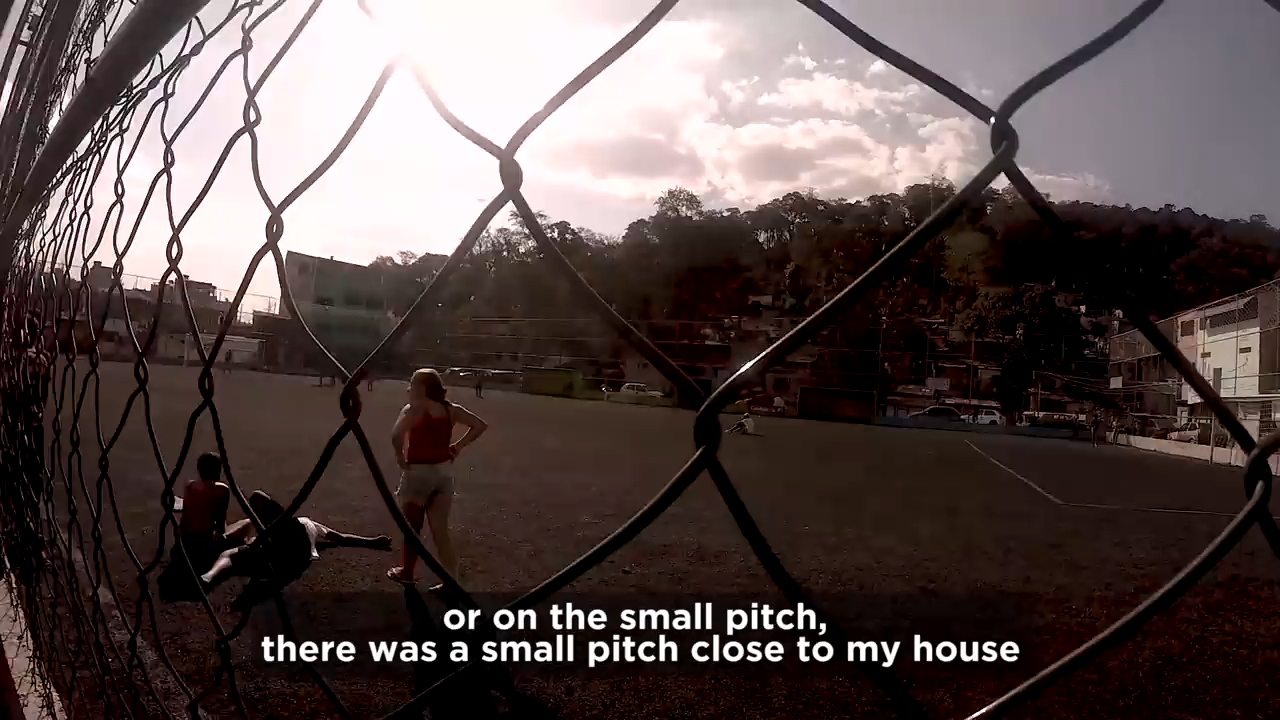 or on the small pitch,
there was a small pitch close to my house